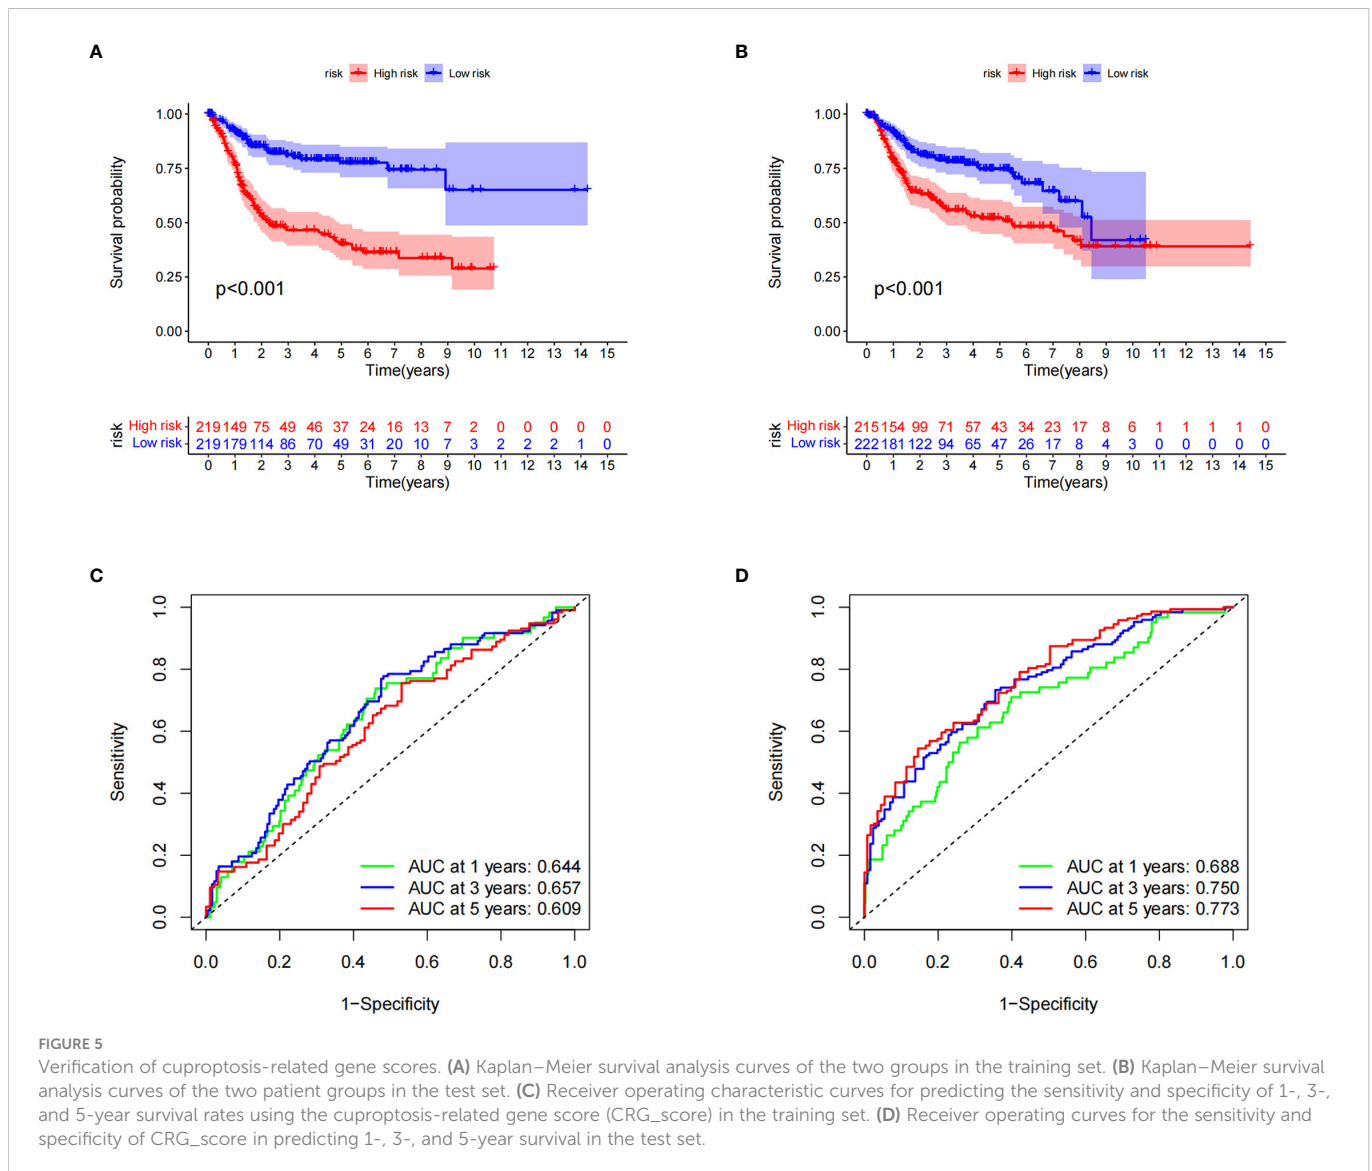 A
risk High risk Low risk
1.00
0.75
0.50
0.25
0.00
Survival probability
p<0.001
0 1 2 3 4 5 6 7 8 9 10 11 12 13 14 15
Time(years)
risk
High risk 219 149 75 49 46 37 24 16 13 7 2 0 0 0 0 0
Low risk 219 179 114 86 70 49 31 20 10 7 3 2 2 2 1 0
0 1 2 3 4 5 6 7 8 9 10 11 12 13 14 15
Time(years)
B
risk High risk Low risk
1.00
0.75
0.50
0.25
0.00
Survival probability
p<0.001
0 1 2 3 4 5 6 7 8 9 10 11 12 13 14 15
Time(years)
risk
High risk 215 154 99 71 57 43 34 23 17 8 6 1 1 1 1 0
Low risk 222 181 122 94 65 47 26 17 8 4 3 0 0 0 0 0
0 1 2 3 4 5 6 7 8 9 10 11 12 13 14 15
Time(years)
C
1.0
0.8
0.6
0.4
0.2
0.0
Sensitivity
AUC at 1 years: 0.644
AUC at 3 years: 0.657
AUC at 5 years: 0.609
0.0 0.2 0.4 0.6 0.8 1.0
1−Specificity
D
1.0
0.8
0.6
0.4
0.2
0.0
Sensitivity
AUC at 1 years: 0.688
AUC at 3 years: 0.750
AUC at 5 years: 0.773
0.0 0.2 0.4 0.6 0.8 1.0
1−Specificity
FIGURE 5
Verification of cuproptosis-related gene scores. (A) Kaplan−Meier survival analysis curves of the two groups in the training set. (B) Kaplan−Meier survival
analysis curves of the two patient groups in the test set. (C) Receiver operating characteristic curves for predicting the sensitivity and specificity of 1-, 3-,
and 5-year survival rates using the cuproptosis-related gene score (CRG_score) in the training set. (D) Receiver operating curves for the sensitivity and
specificity of CRG_score in predicting 1-, 3-, and 5-year survival in the test set.